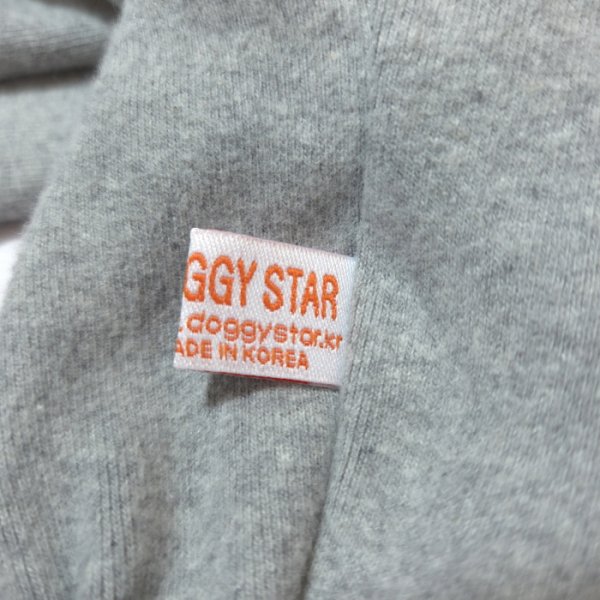 GGY STAR
.doggystar.kr
ADE IN KOREA